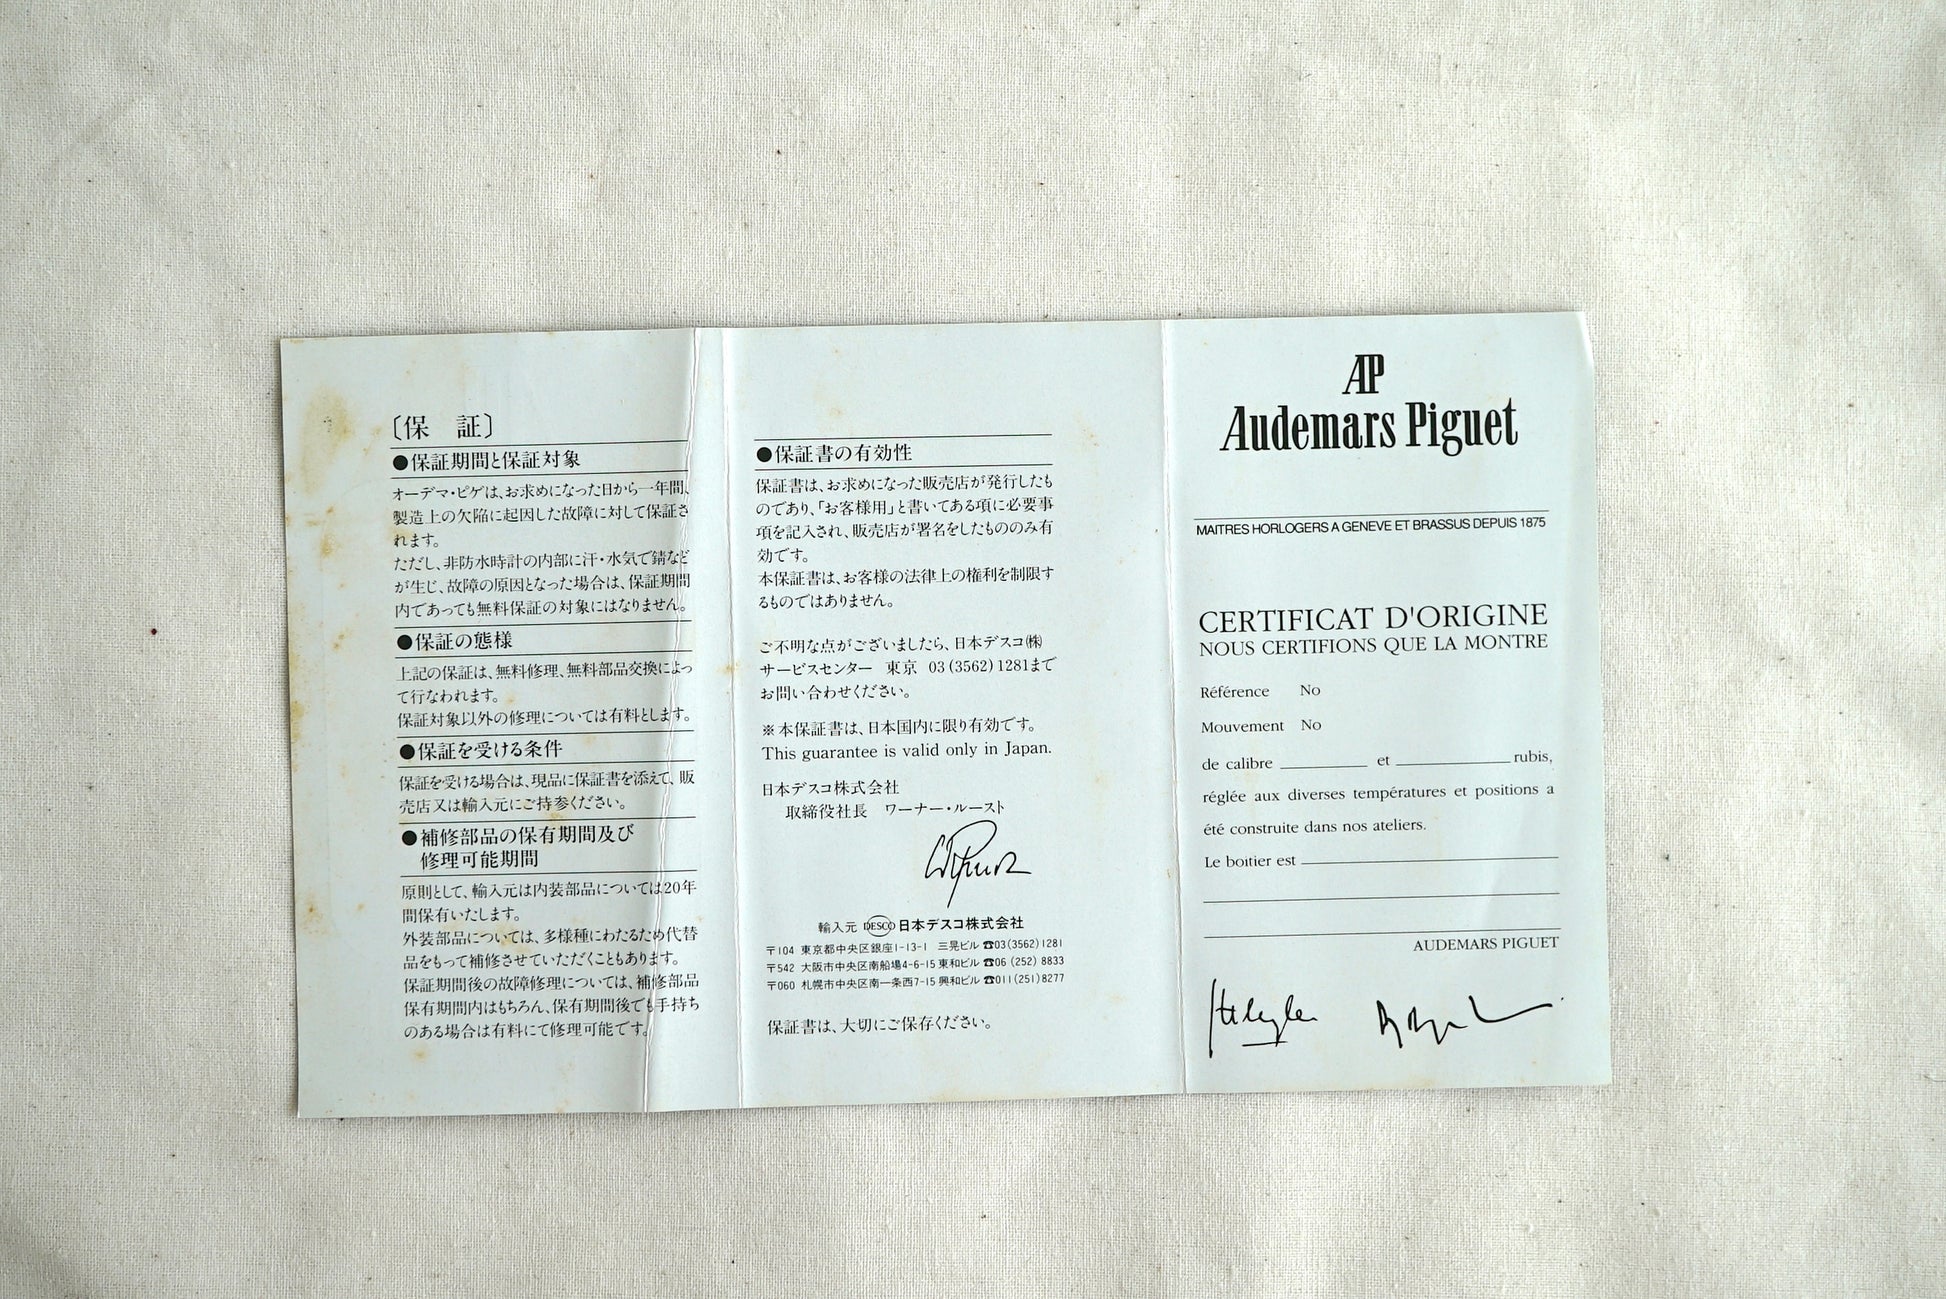 〔保　証〕
●保証期間と保証対象
オーデマ・ピゲは、お求めになった日から一年間、
製造上の欠陥に起因した故障に対して保証さ
れます。
ただし、非防水時計の内部に汗・水気で錆など
が生じ、故障の原因となった場合は、保証期間
内であっても無料保証の対象にはなりません。
●保証の態様
上記の保証は、無料修理、無料部品交換によっ
て行なわれます。
保証対象以外の修理については有料とします。
●保証を受ける条件
保証を受ける場合は、現品に保証書を添えて、販
売店又は輸入元にご持参ください。
●補修部品の保有期間及び
修理可能期間
原則として、輸入元は内装部品については20年
間保有いたします。
外装部品については、多様種にわたるため代替
品をもって補修させていただくこともあります。
保証期間後の故障修理については、補修部品
保有期間内はもちろん、保有期間後でも手持ち
のある場合は有料にて修理可能です。
●保証書の有効性
保証書は、お求めになった販売店が発行したも
のであり、「お客様用」と書いてある項に必要事
項を記入され、販売店が署名をしたもののみ有
効です。
本保証書は、お客様の法律上の権利を制限す
るものではありません。
ご不明な点がございましたら、日本デスコ㈱
サービスセンター　東京　03(3562)1281まで
お問い合わせください。
※本保証書は、日本国内に限り有効です。
This guarantee is valid only in Japan.
日本デスコ株式会社
取締役社長　ワーナー・ルースト
輸入元 DESCO 日本デスコ株式会社
〒104 東京都中央区銀座1-13-1 三晃ビル ☎03(3562)1281
〒542 大阪市中央区南船場4-6-15 東和ビル ☎06 (252) 8833
〒060 札幌市中央区南一条西7-15 興和ビル ☎011(251)8277
保証書は、大切にご保存ください。
AP
Audemars Piguet
MAITRES HORLOGERS A GENEVE ET BRASSUS DEPUIS 1875
CERTIFICAT D'ORIGINE
NOUS CERTIFIONS QUE LA MONTRE
Référence No
Mouvement No
de calibre et rubis,
réglée aux diverses températures et positions a
été construite dans nos ateliers.
Le boitier est
AUDEMARS PIGUET